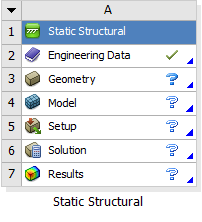 A
1 Static Structural
2 Engineering Data
3 Geometry ?
4 Model ?
5 Setup ?
6 Solution ?
7 Results ?
Static Structural